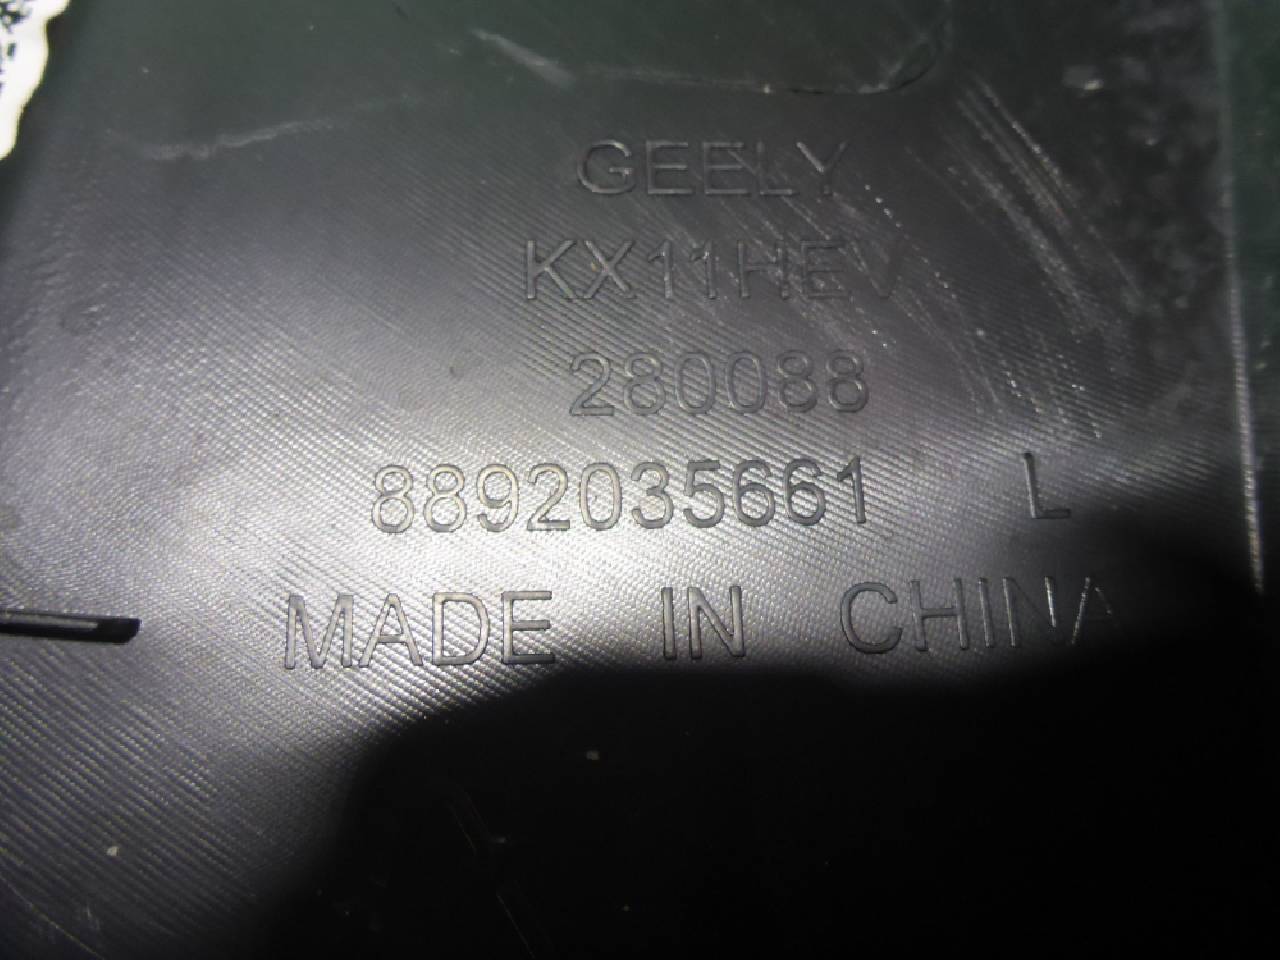 GEELY
KX11HEV
280088
8892035661 L
MADE IN CHINA